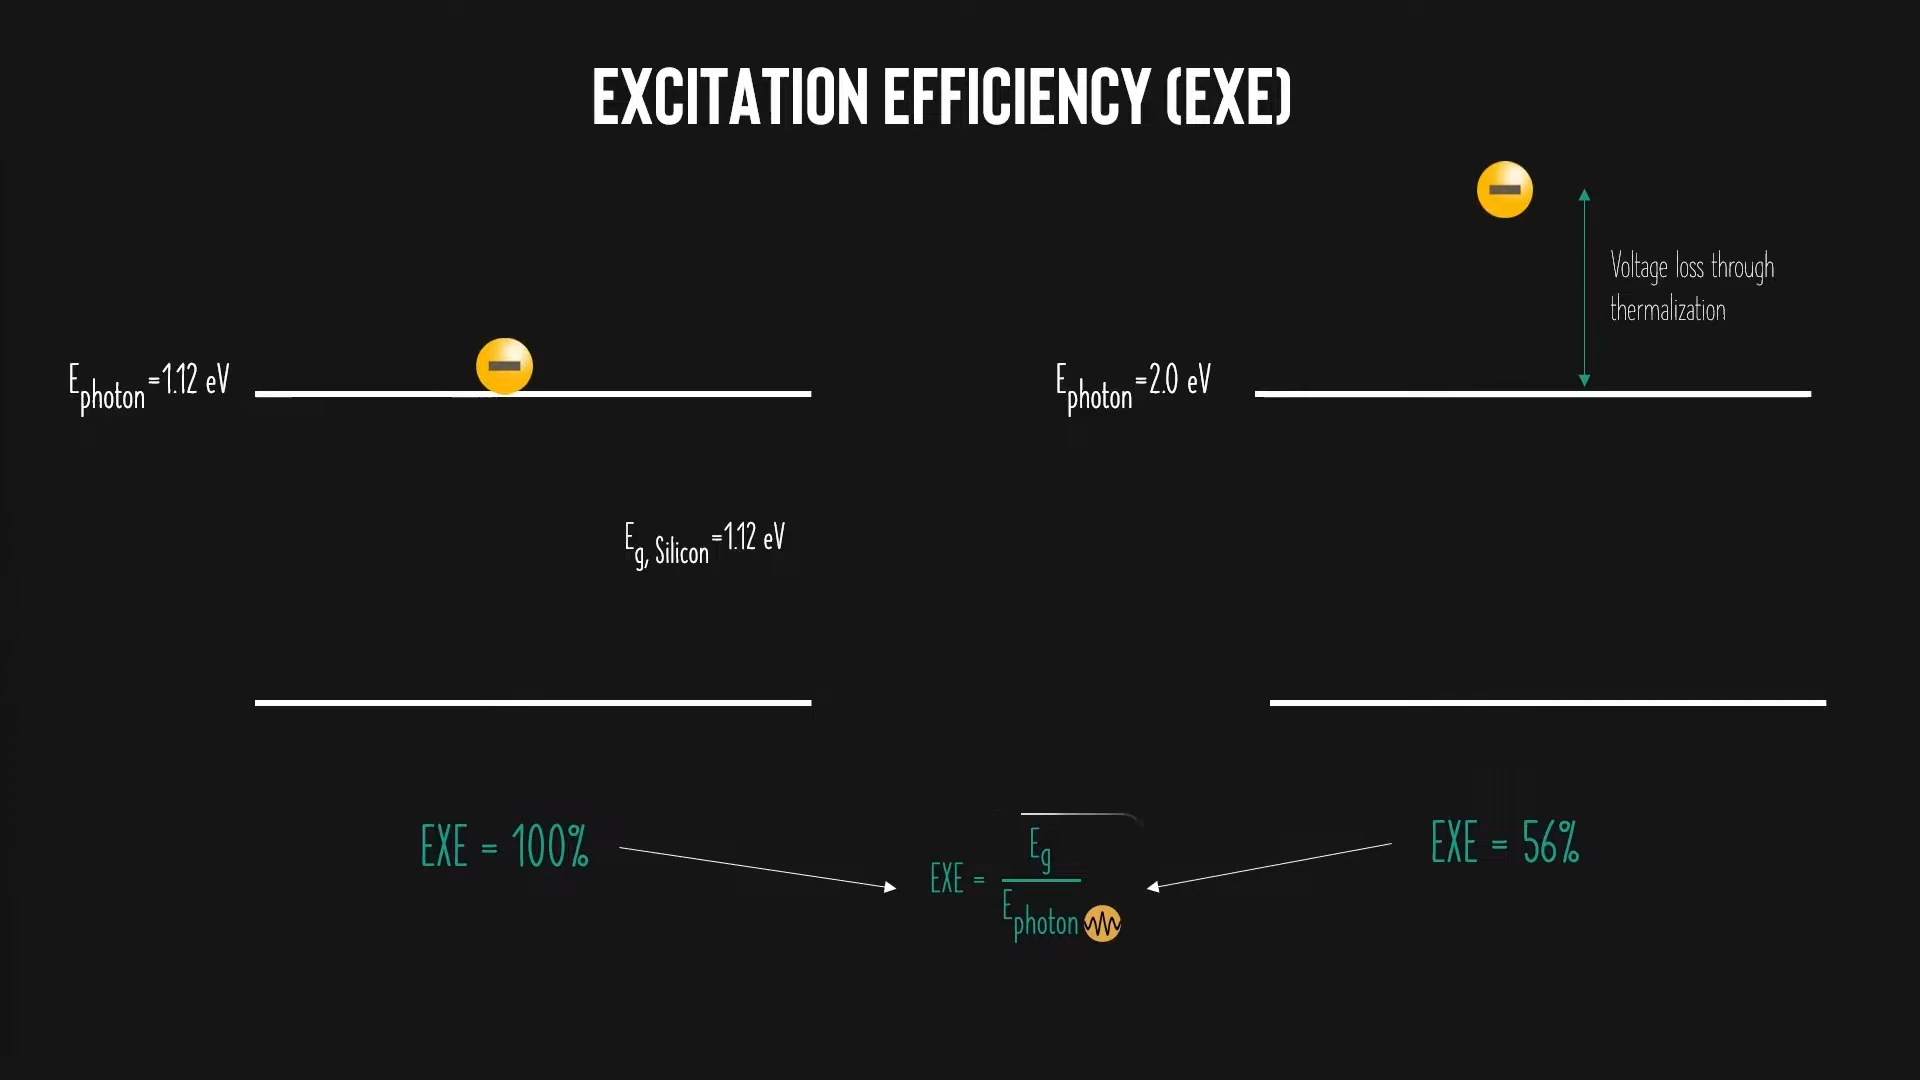 EXCITATION EFFICIENCY (EXE)
Voltage loss through
thermalization
Ephoton=1.12 eV
Ephoton=2.0 eV
Eg, Silicon=1.12 eV
EXE = 100%
EXE = 56%
EXE = Eg
Ephoton